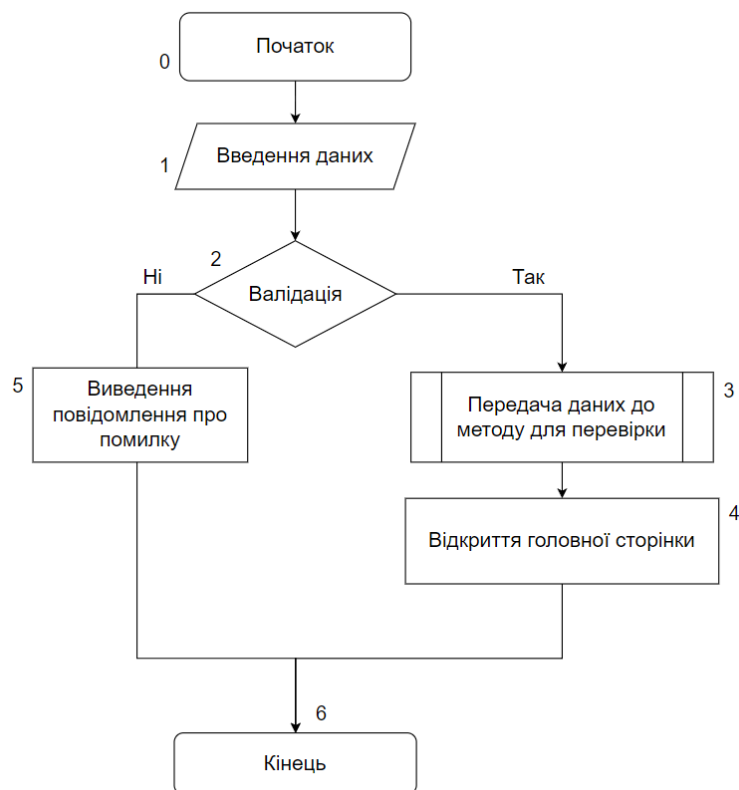 Початок
0
Введення даних
1
2
Ні
Так
Валідація
5
Виведення
повідомлення про
помилку
3
Передача даних до
методу для перевірки
4
Відкриття головної сторінки
6
Кінець